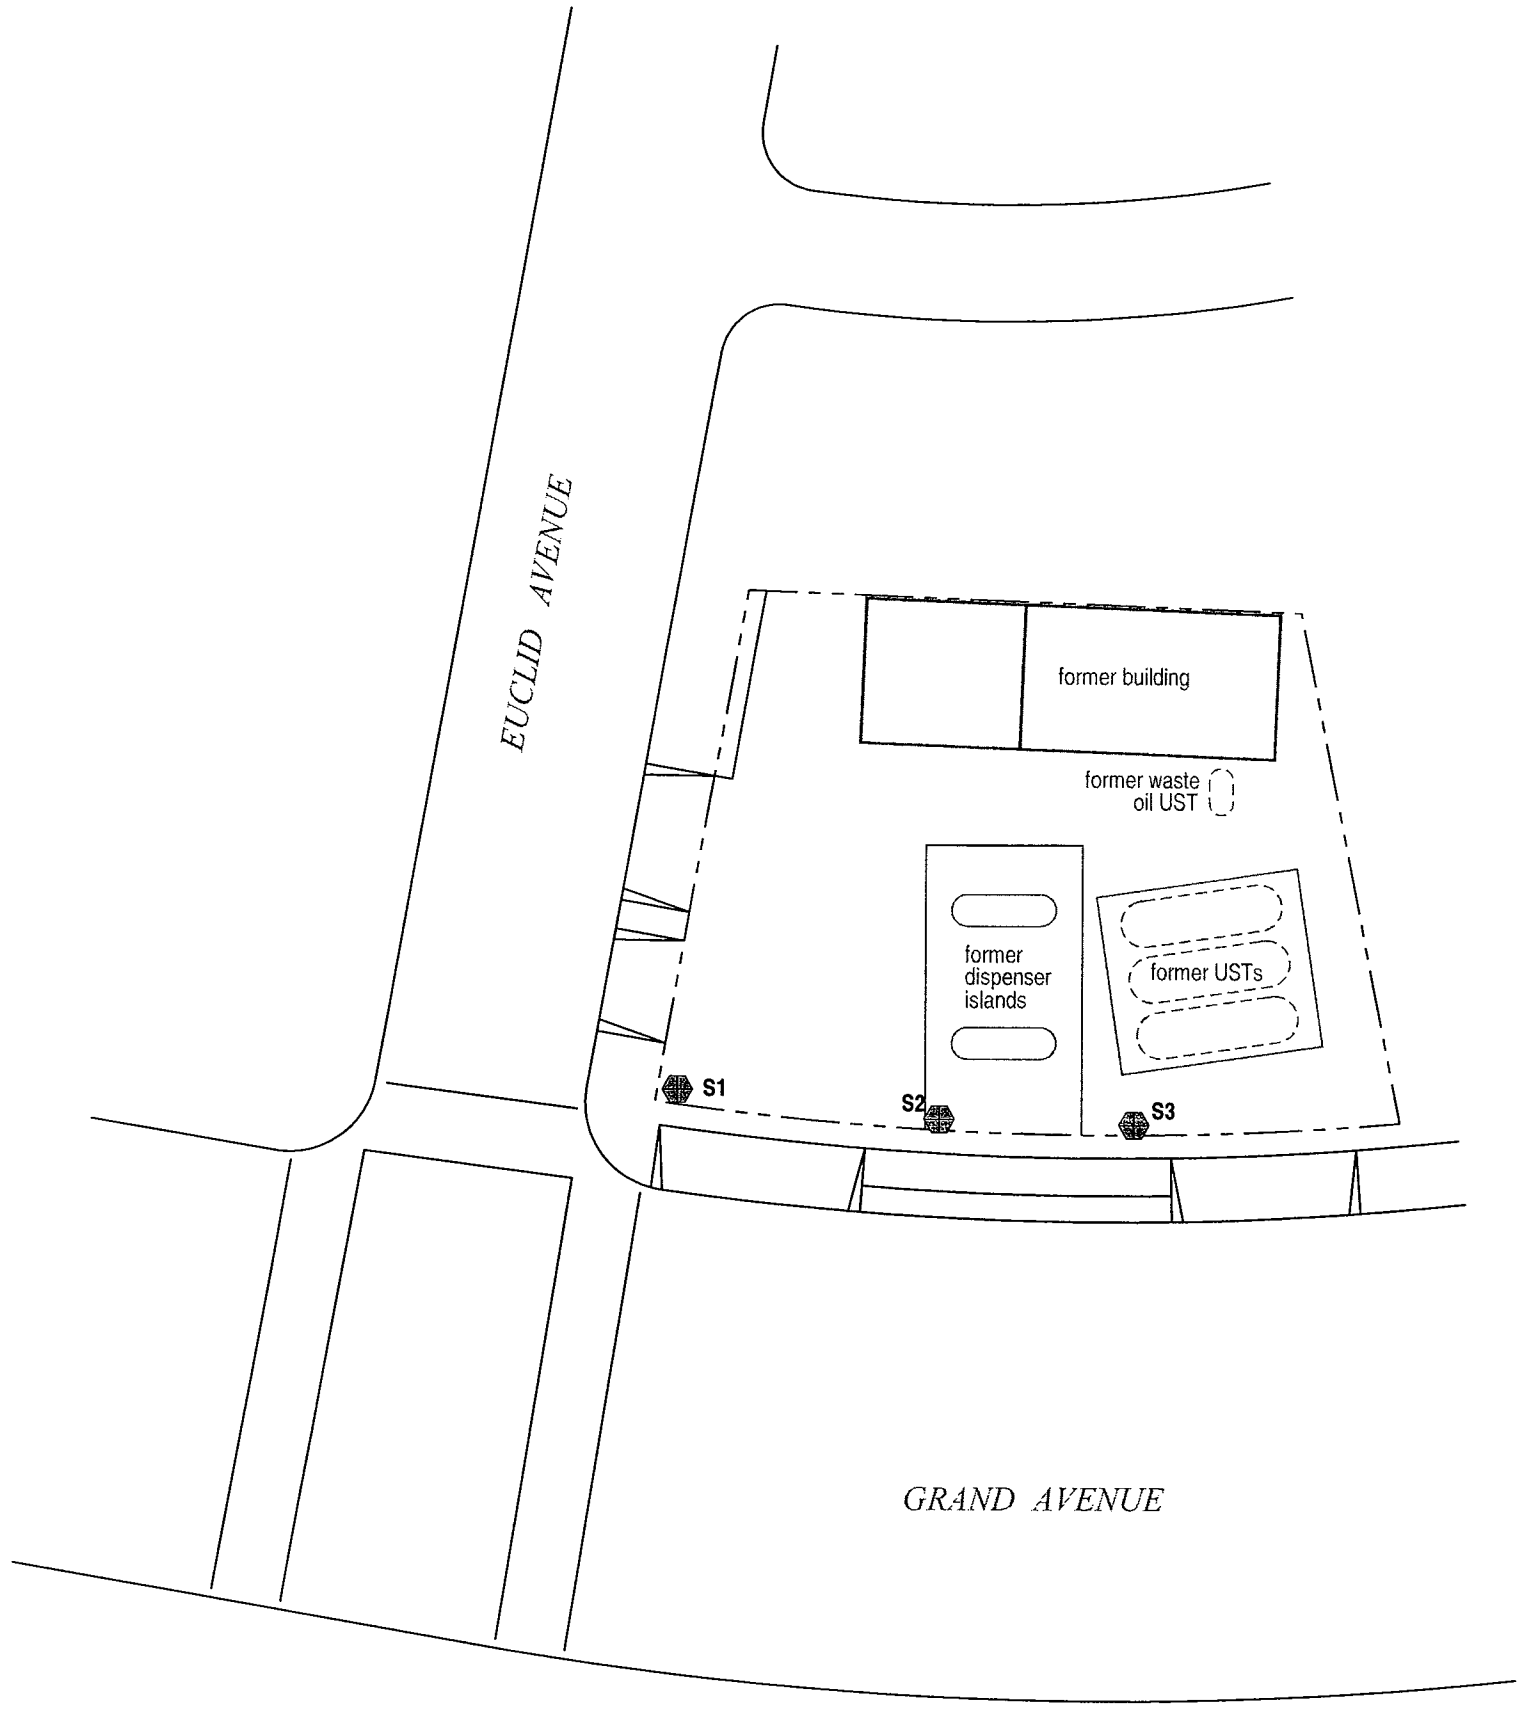 EUCLID AVENUE
former building
former waste
oil UST
former
dispenser
islands
former USTs
S1
S2
S3
GRAND AVENUE